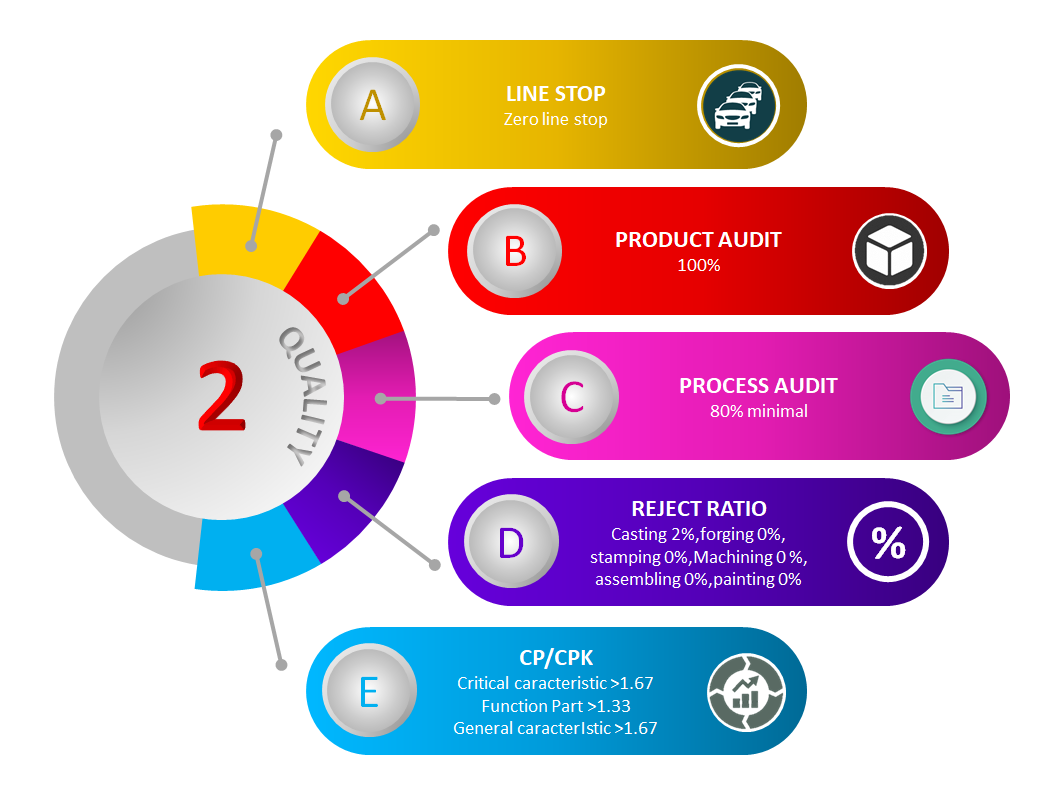 2
QUALITY
A
LINE STOP
Zero line stop
B
PRODUCT AUDIT
100%
C
PROCESS AUDIT
80% minimal
D
REJECT RATIO
Casting 2%,forging 0%,
stamping 0%,Machining 0 %,
assembling 0%,painting 0%
%
E
CP/CPK
Critical caracteristic >1.67
Function Part >1.33
General caracterIstic >1.67